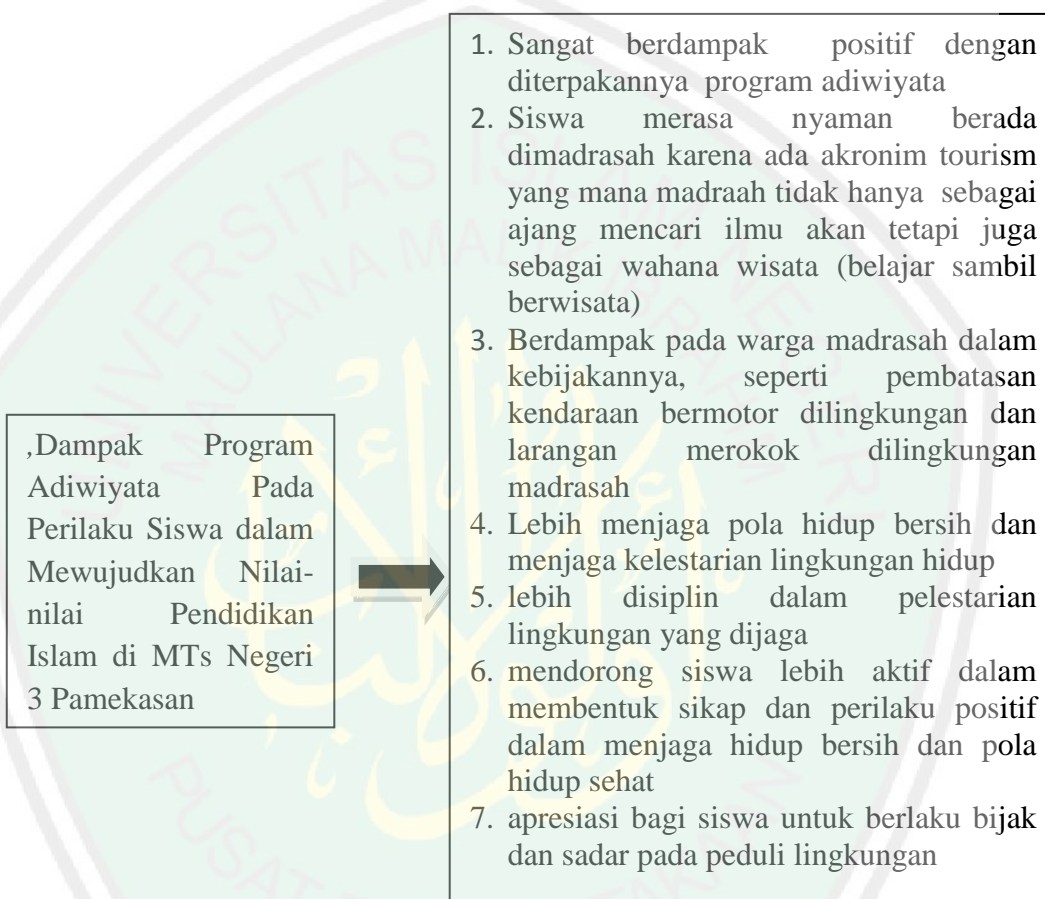 ,Dampak Program
Adiwiyata Pada
Perilaku Siswa dalam
Mewujudkan Nilai-
nilai Pendidikan
Islam di MTs Negeri
3 Pamekasan
1. Sangat berdampak positif dengan
diterpakannya program adiwiyata
2. Siswa merasa nyaman berada
dimadrasah karena ada akronim tourism
yang mana madraah tidak hanya sebagai
ajang mencari ilmu akan tetapi juga
sebagai wahana wisata (belajar sambil
berwisata)
3. Berdampak pada warga madrasah dalam
kebijakannya, seperti pembatasan
kendaraan bermotor dilingkungan dan
larangan merokok dilingkungan
madrasah
4. Lebih menjaga pola hidup bersih dan
menjaga kelestarian lingkungan hidup
5. lebih disiplin dalam pelestarian
lingkungan yang dijaga
6. mendorong siswa lebih aktif dalam
membentuk sikap dan perilaku positif
dalam menjaga hidup bersih dan pola
hidup sehat
7. apresiasi bagi siswa untuk berlaku bijak
dan sadar pada peduli lingkungan